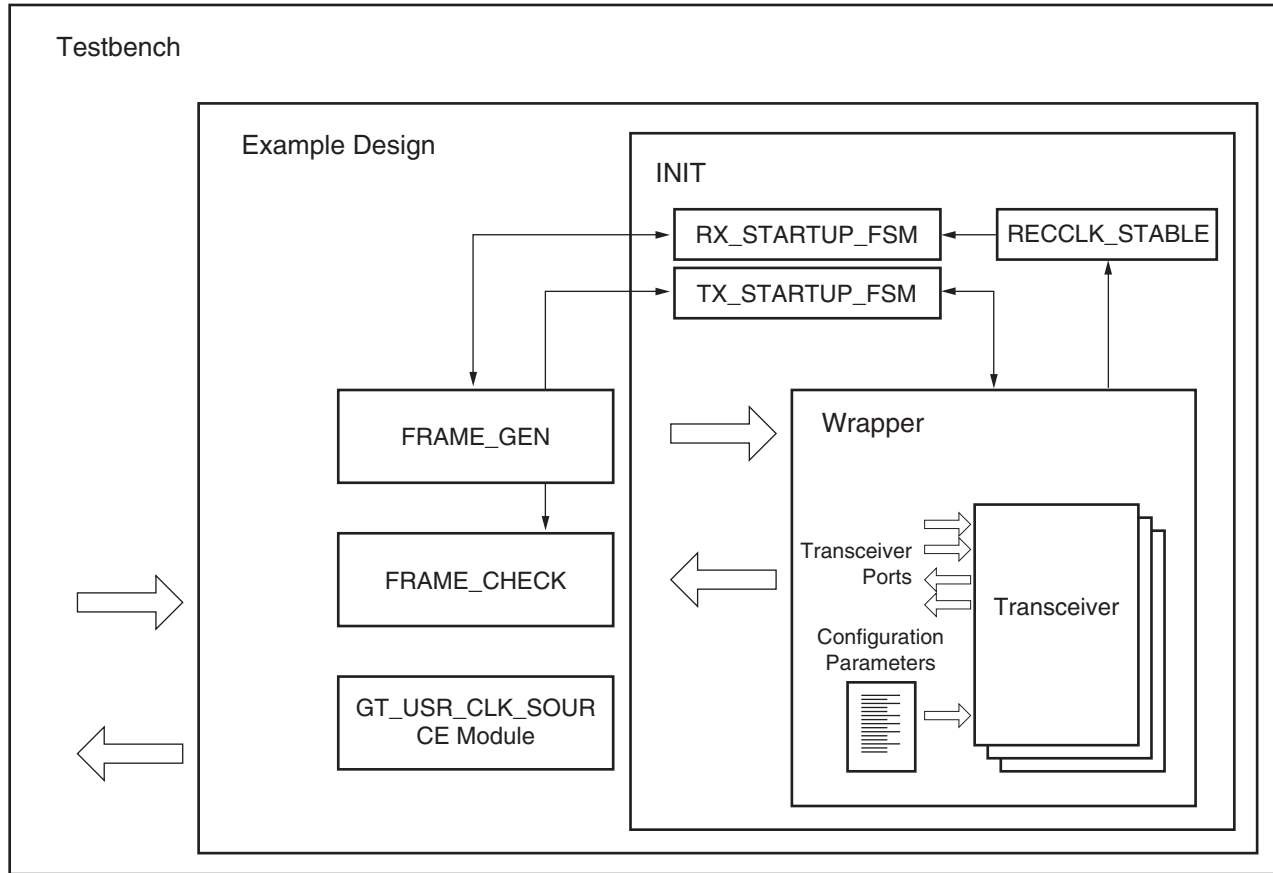 Testbench
Example Design
INIT
RX_STARTUP_FSM
RECCLK_STABLE
TX_STARTUP_FSM
FRAME_GEN
Wrapper
FRAME_CHECK
Transceiver
Ports
Transceiver
Configuration
Parameters
GT_USR_CLK_SOUR
CE Module